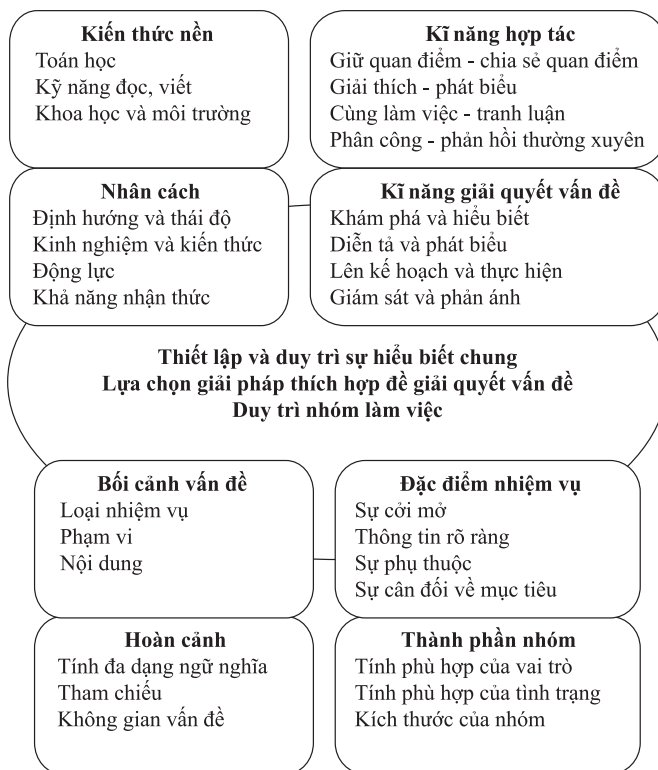 Kiến thức nền
Toán học
Kỹ năng đọc, viết
Khoa học và môi trường
Kĩ năng hợp tác
Giữ quan điểm - chia sẻ quan điểm
Giải thích - phát biểu
Cùng làm việc - tranh luận
Phân công - phản hồi thường xuyên
Nhân cách
Định hướng và thái độ
Kinh nghiệm và kiến thức
Động lực
Khả năng nhận thức
Kĩ năng giải quyết vấn đề
Khám phá và hiểu biết
Diễn tả và phát biểu
Lên kế hoạch và thực hiện
Giám sát và phản ánh
Thiết lập và duy trì sự hiểu biết chung
Lựa chọn giải pháp thích hợp đề giải quyết vấn đề
Duy trì nhóm làm việc
Bối cảnh vấn đề
Loại nhiệm vụ
Phạm vi
Nội dung
Đặc điểm nhiệm vụ
Sự cởi mở
Thông tin rõ ràng
Sự phụ thuộc
Sự cân đối về mục tiêu
Hoàn cảnh
Tính đa dạng ngữ nghĩa
Tham chiếu
Không gian vấn đề
Thành phần nhóm
Tính phù hợp của vai trò
Tính phù hợp của tình trạng
Kích thước của nhóm